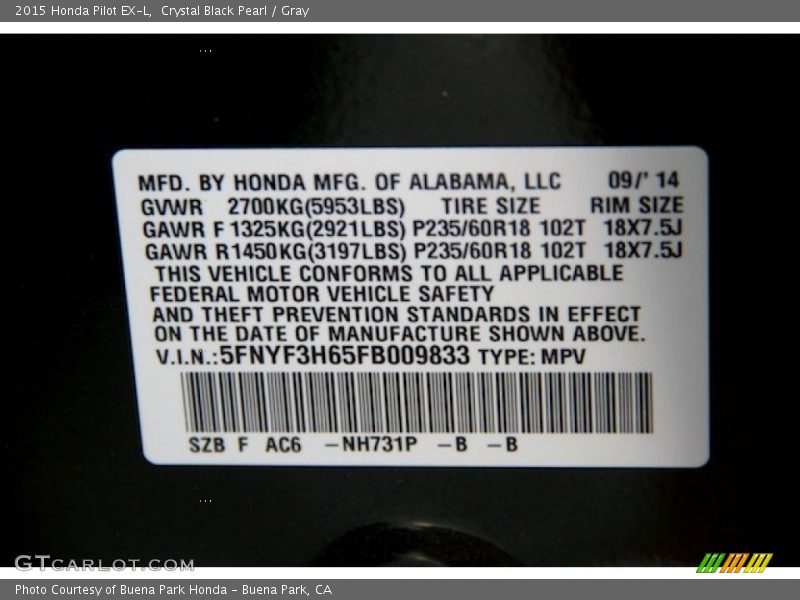 2015 Honda Pilot EX-L, Crystal Black Pearl / Gray
MFD. BY HONDA MFG. OF ALABAMA, LLC 09/' 14
GVWR 2700KG(5953LBS) TIRE SIZE RIM SIZE
GAWR F 1325KG(2921LBS) P235/60R18 102T 18X7.5J
GAWR R1450KG(3197LBS) P235/60R18 102T 18X7.5J
THIS VEHICLE CONFORMS TO ALL APPLICABLE
FEDERAL MOTOR VEHICLE SAFETY
AND THEFT PREVENTION STANDARDS IN EFFECT
ON THE DATE OF MANUFACTURE SHOWN ABOVE.
V.I.N.:5FNYF3H65FB009833 TYPE: MPV
SZB F AC6 -NH731P -B -B
GTCARLOT.COM
Photo Courtesy of Buena Park Honda - Buena Park, CA